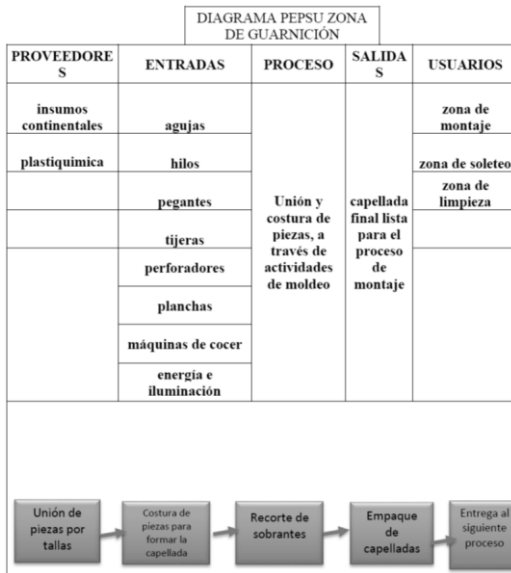 DIAGRAMA PEPSU ZONA
DE GUARNICIÓN
PROVEEDORE
S
ENTRADAS
PROCESO
SALIDA
S
USUARIOS
insumos
continentales
agujas
zona de
montaje
plastiquimica
hilos
zona de soleteo
pegantes
zona de
limpieza
tijeras
perforadores
planchas
máquinas de cocer
energía e
iluminación
Unión y
costura de
piezas, a
través de
actividades
de moldeo
capellada
final lista
para el
proceso
de
montaje
Unión de
piezas por
tallas
Costura de
piezas para
formar la
capellada
Recorte de
sobrantes
Empaque
de
capelladas
Entrega al
siguiente
proceso